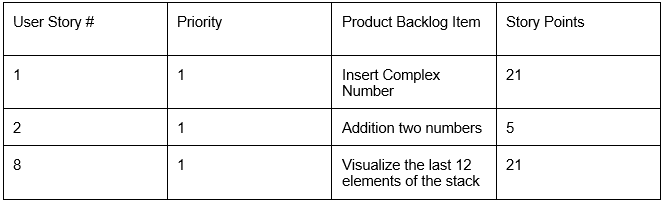 User Story # Priority Product Backlog Item Story Points
1 1 Insert Complex 21
Number
2 1 Addition two numbers 5
8 1 Visualize the last 12 21
elements of the stack